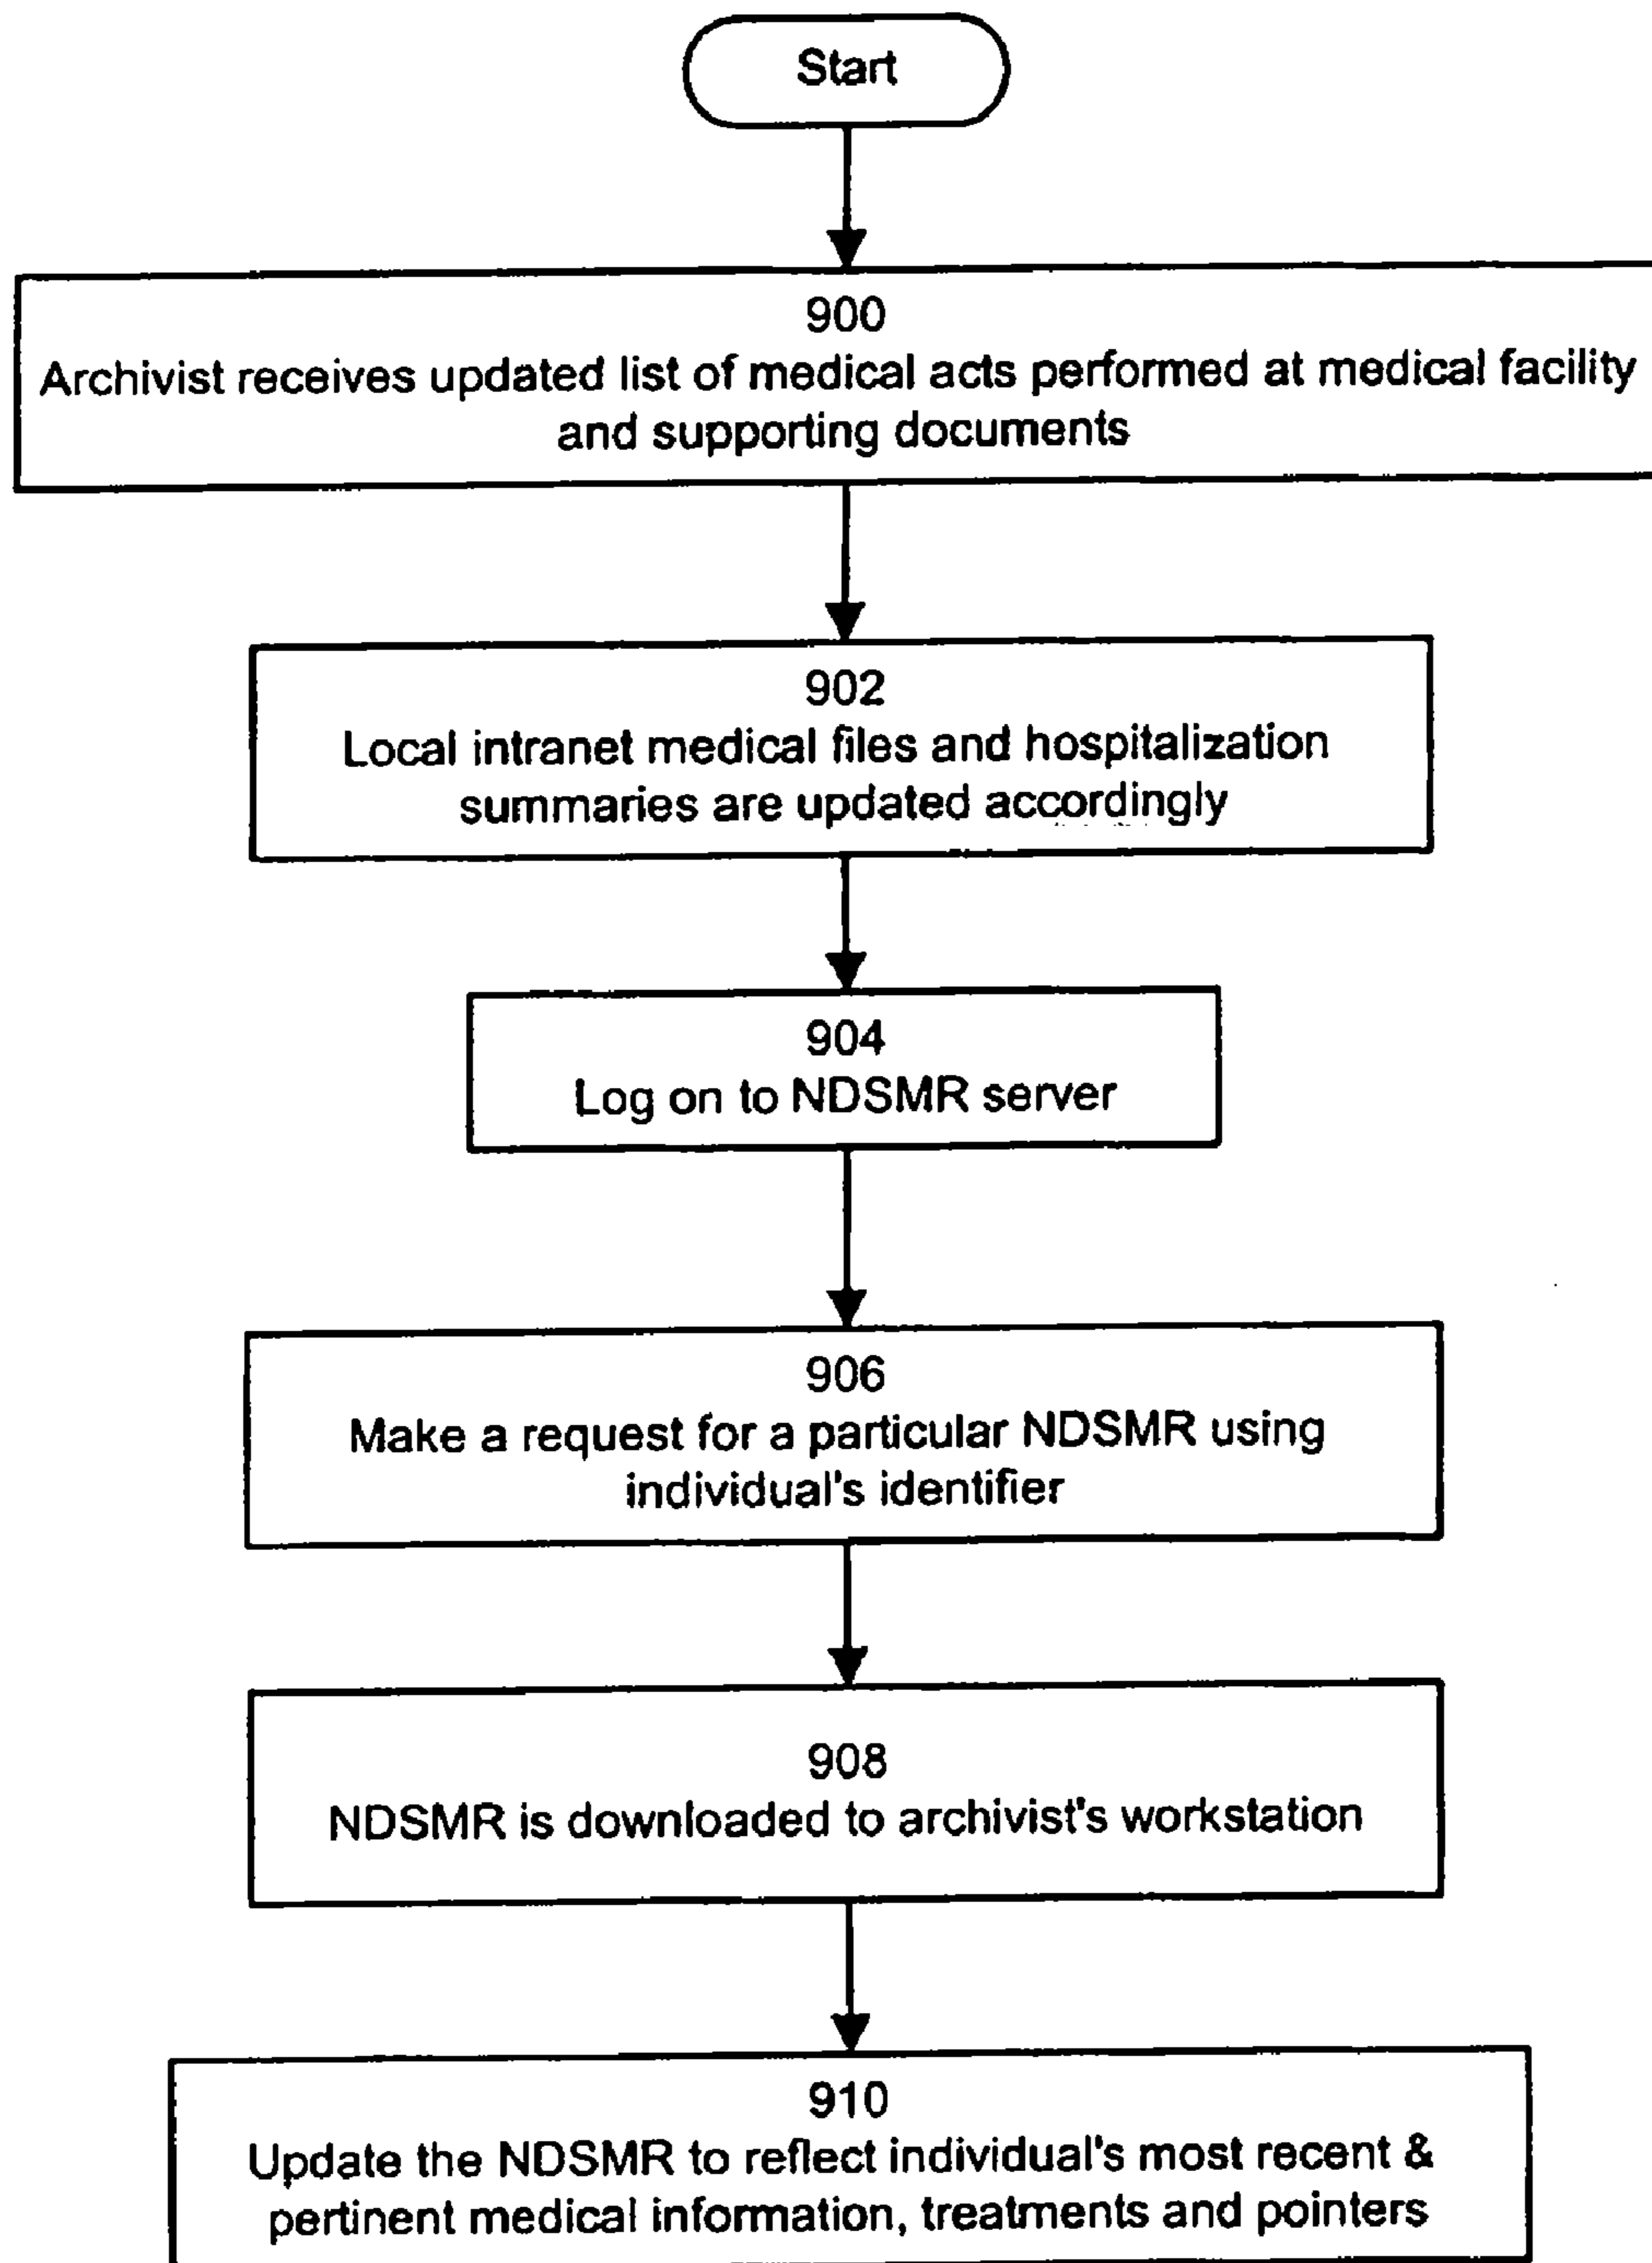 Start
900
Archivist receives updated list of medical acts performed at medical facility
and supporting documents
902
Local intranet medical files and hospitalization
summaries are updated accordingly
904
Log on to NDSMR server
906
Make a request for a particular NDSMR using
individual's identifier
908
NDSMR is downloaded to archivist's workstation
910
Update the NDSMR to reflect individual's most recent &
pertinent medical information, treatments and pointers